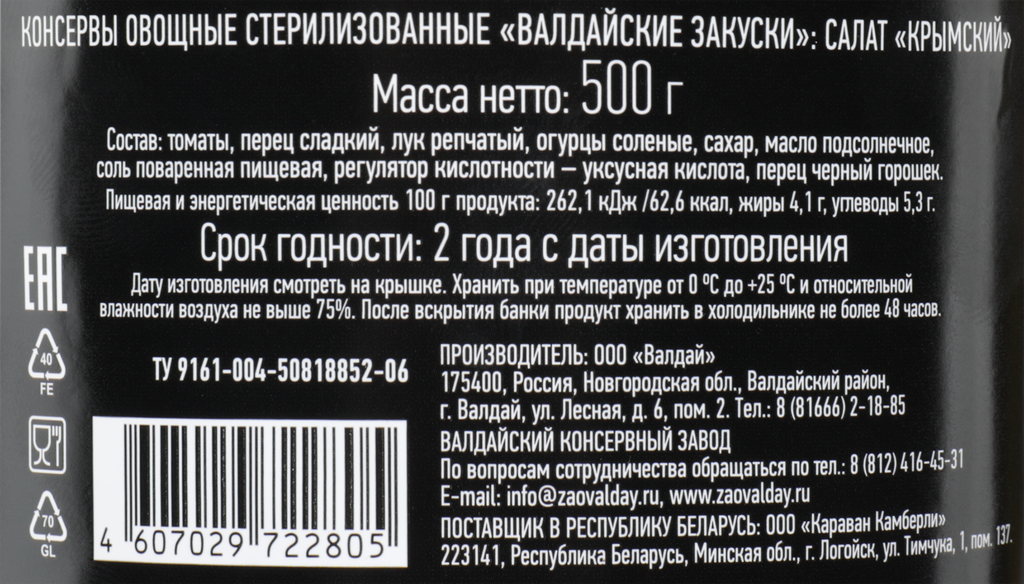 КОНСЕРВЫ ОВОЩНЫЕ СТЕРИЛИЗОВАННЫЕ «ВАЛДАЙСКИЕ ЗАКУСКИ»: САЛАТ «КРЫМСКИЙ»
Масса нетто: 500 г
Состав: томаты, перец сладкий, лук репчатый, огурцы соленые, сахар, масло подсолнечное,
соль поваренная пищевая, регулятор кислотности – уксусная кислота, перец черный горошек.
Пищевая и энергетическая ценность 100 г продукта: 262,1 кДж /62,6 ккал, жиры 4,1 г, углеводы 5,3 г.
Срок годности: 2 года с даты изготовления
Дату изготовления смотреть на крышке. Хранить при температуре от 0 ºС до +25 ºС и относительной
влажности воздуха не выше 75%. После вскрытия банки продукт хранить в холодильнике не более 48 часов.
EAC
40
FE
70
GL
ТУ 9161-004-50818852-06
4 607029 722805
ПРОИЗВОДИТЕЛЬ: ООО «Валдай»
175400, Россия, Новгородская обл., Валдайский район,
г. Валдай, ул. Лесная, д. 6, пом. 2. Тел.: 8 (81666) 2-18-85
ВАЛДАЙСКИЙ КОНСЕРВНЫЙ ЗАВОД
По вопросам сотрудничества обращаться по тел.: 8 (812) 416-45-31
E-mail: info@zaovalday.ru, www.zaovalday.ru
ПОСТАВЩИК В РЕСПУБЛИКУ БЕЛАРУСЬ: ООО «Караван Камберли»
223141, Республика Беларусь, Минская обл., г. Логойск, ул. Тимчука, 1, пом. 137.